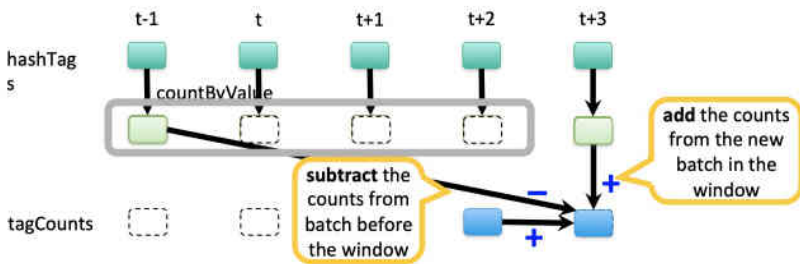 t-1 t t+1 t+2 t+3
hashTag
s
countByValue
add the counts
from the new
batch in the
window
subtract the
counts from
batch before
the window
tagCounts
−
+
+